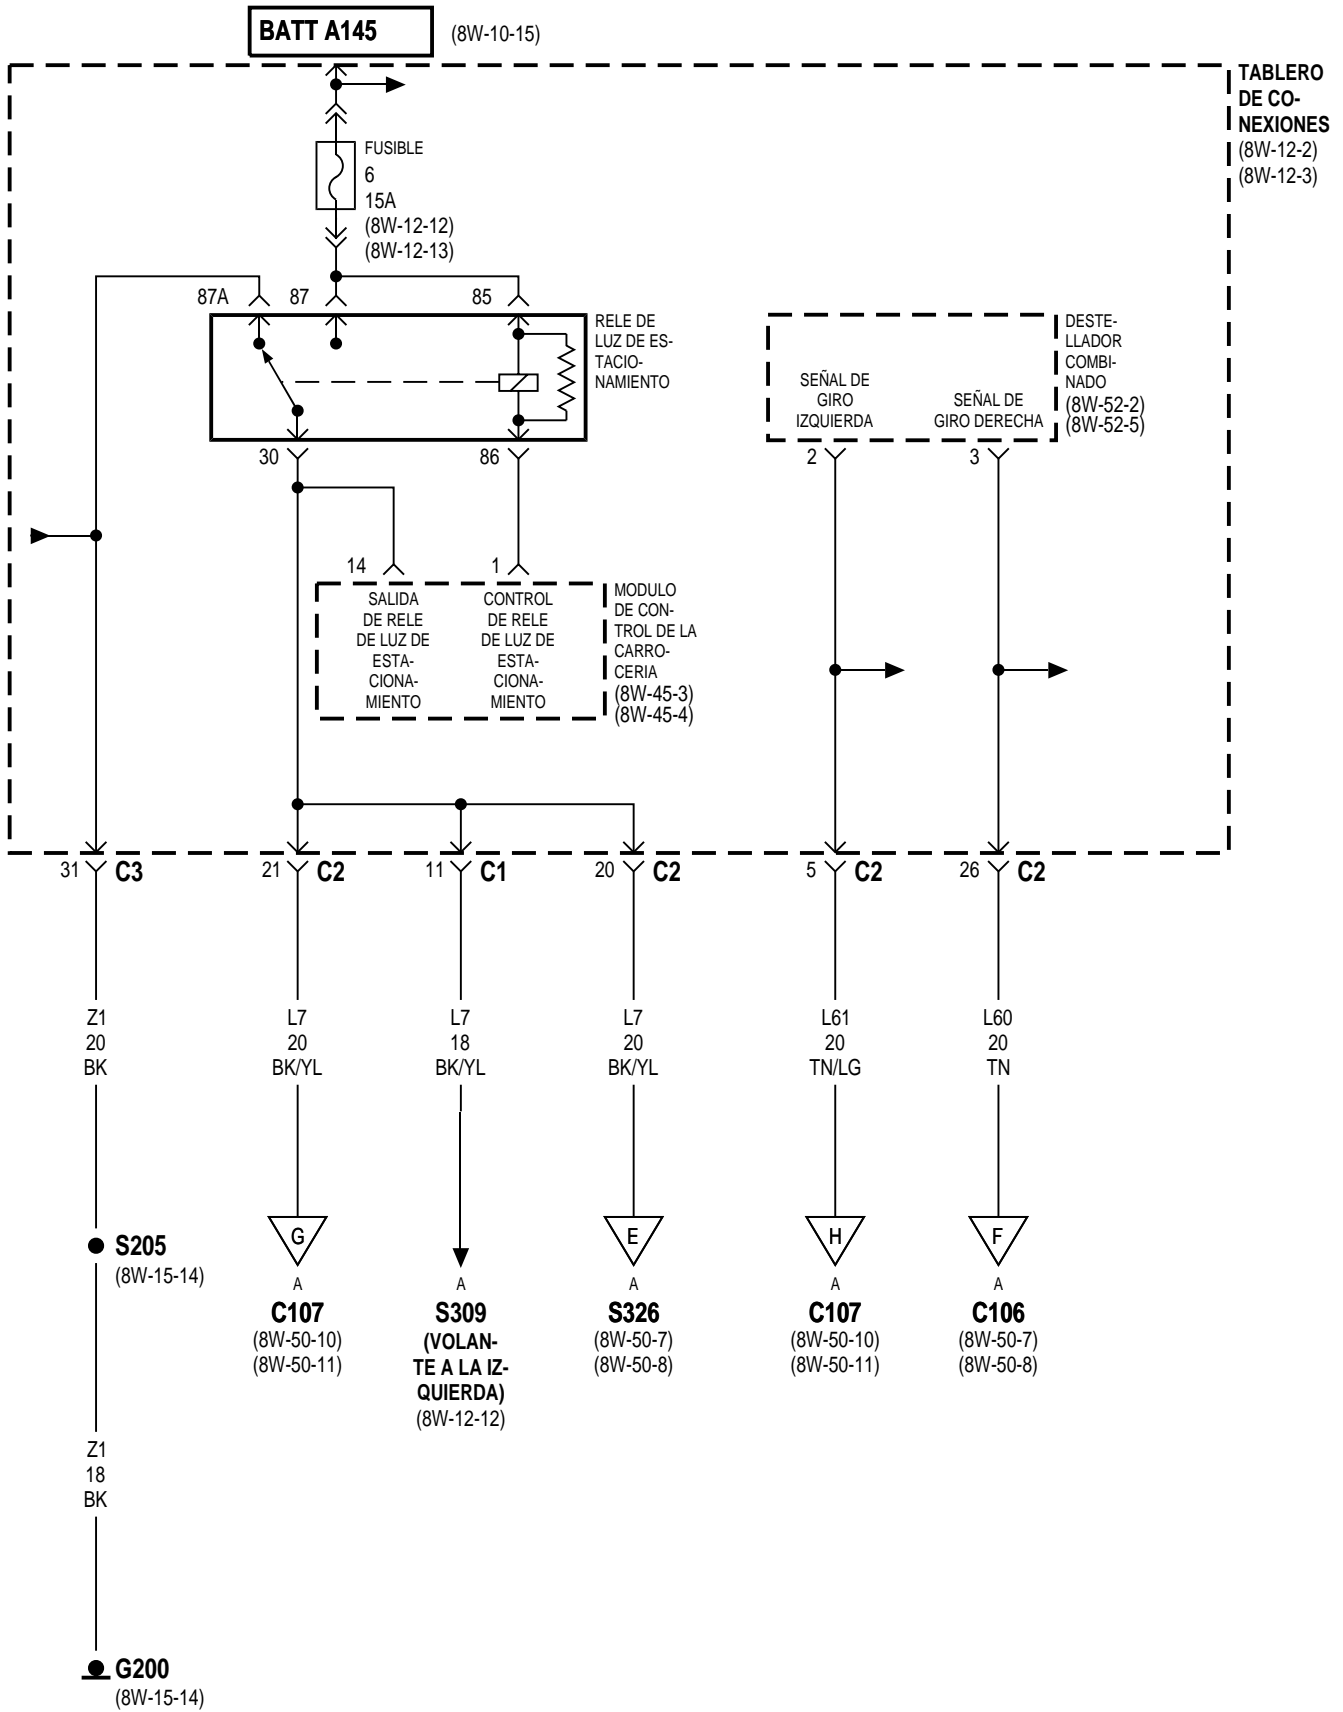 BATT A145
(8W-10-15)
TABLERO
DE CO-
NEXIONES
(8W-12-2)
(8W-12-3)
FUSIBLE
6
15A
(8W-12-12)
(8W-12-13)
87A
87
85
RELE DE
LUZ DE ES-
TACIO-
NAMIENTO
30
86
SEÑAL DE
GIRO
IZQUIERDA
SEÑAL DE
GIRO DERECHA
DESTE-
LLADOR
COMBI-
NADO
(8W-52-2)
(8W-52-5)
2
3
14
1
SALIDA
DE RELE
DE LUZ DE
ESTA-
CIONA-
MIENTO
CONTROL
DE RELE
DE LUZ DE
ESTA-
CIONA-
MIENTO
MODULO
DE CON-
TROL DE LA
CARRO-
CERIA
(8W-45-3)
(8W-45-4)
31 C3
21 C2
11 C1
20 C2
5 C2
26 C2
Z1
20
BK
L7
20
BK/YL
L7
18
BK/YL
L7
20
BK/YL
L61
20
TN/LG
L60
20
TN
S205
(8W-15-14)
G
A
C107
(8W-50-10)
(8W-50-11)
A
S309
(VOLAN-
TE A LA IZ-
QUIERDA)
(8W-12-12)
E
A
S326
(8W-50-7)
(8W-50-8)
H
A
C107
(8W-50-10)
(8W-50-11)
F
A
C106
(8W-50-7)
(8W-50-8)
Z1
18
BK
G200
(8W-15-14)